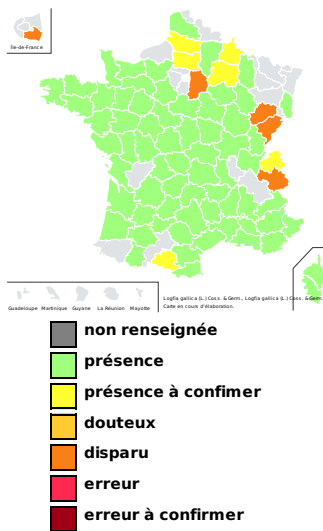 Île-de-France
Guadeloupe Martinique Guyane La Réunion Mayotte
Logfia gallica (L.) Coss. & Germ., Logfia gallica (L.) Coss. & Germ.
Carte en cours d'élaboration.
non renseignée
présence
présence à confimer
douteux
disparu
erreur
erreur à confirmer